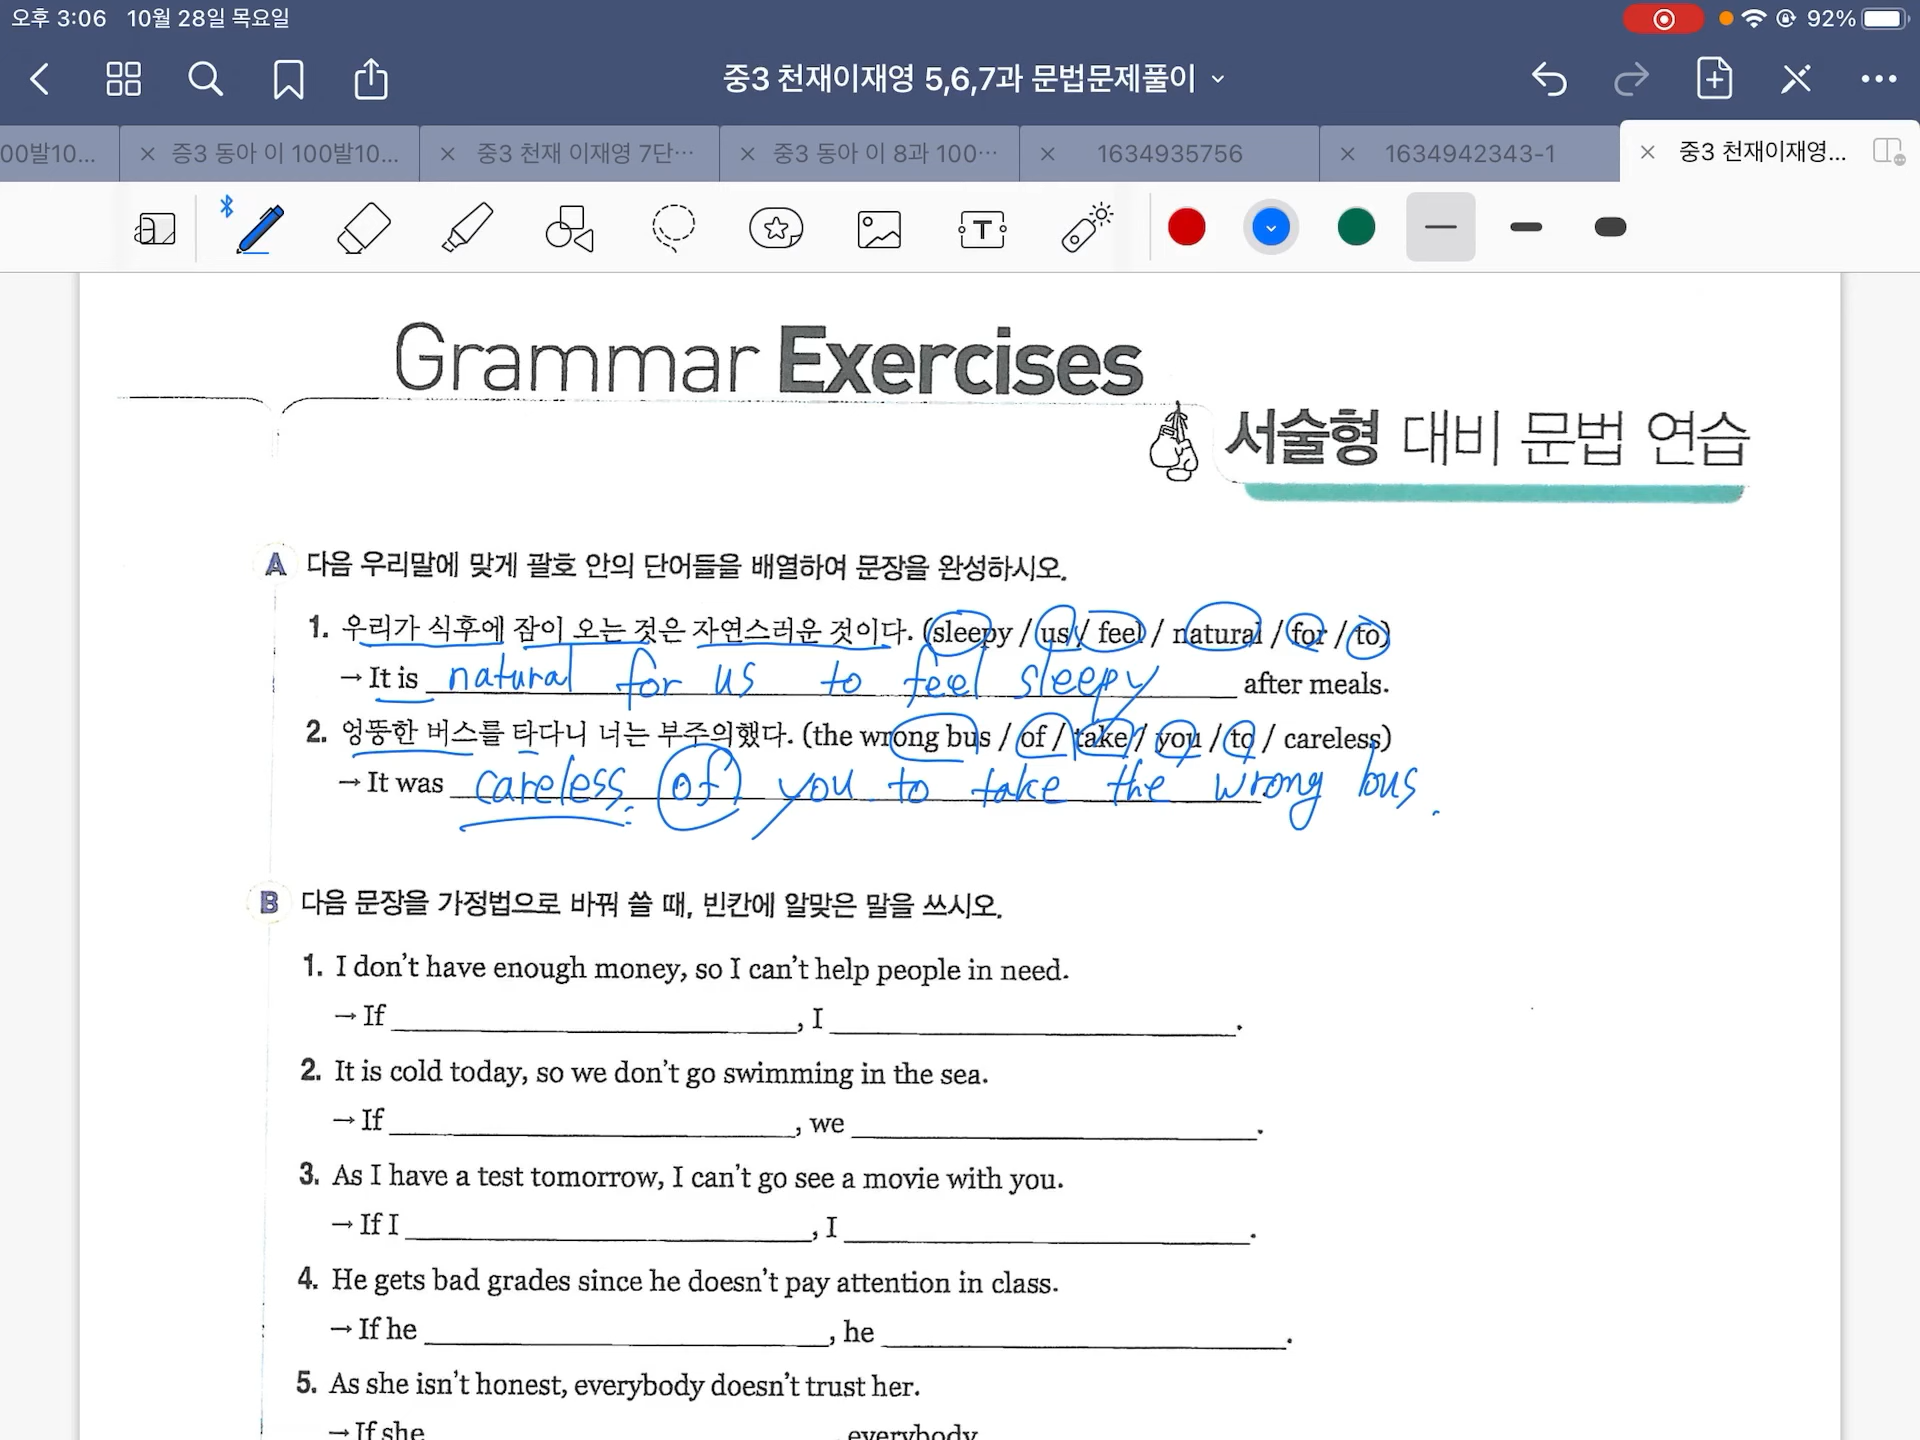 오후 3:06 10월 28일 목요일 92%
중3 천재이재영 5,6,7과 문법문제풀이
00발10... 증3 동아 이 100발10... 중3 천재 이재영 7단… 중3 동아 이 8과 100… 1634935756 1634942343-1 중3 천재이재영...
Grammar Exercises
서술형 대비 문법 연습
A 다음 우리말에 맞게 괄호 안의 단어들을 배열하여 문장을 완성하시오.
1. 우리가 식후에 잠이 오는 것은 자연스러운 것이다. (sleepy / us / feel / natural / for / to)
→ It is natural for us to feel sleepy after meals.
2. 엉뚱한 버스를 타다니 너는 부주의했다. (the wrong bus / of / take / you / to / careless)
→ It was careless of you to take the wrong bus.
B 다음 문장을 가정법으로 바꿔 쓸 때, 빈칸에 알맞은 말을 쓰시오.
1. I don't have enough money, so I can't help people in need.
→ If ____, I ____.
2. It is cold today, so we don't go swimming in the sea.
→ If ____, we ____.
3. As I have a test tomorrow, I can't go see a movie with you.
→ If I ____, I ____.
4. He gets bad grades since he doesn't pay attention in class.
→ If he ____, he ____.
5. As she isn't honest, everybody doesn't trust her.
→ If she ____, everybody